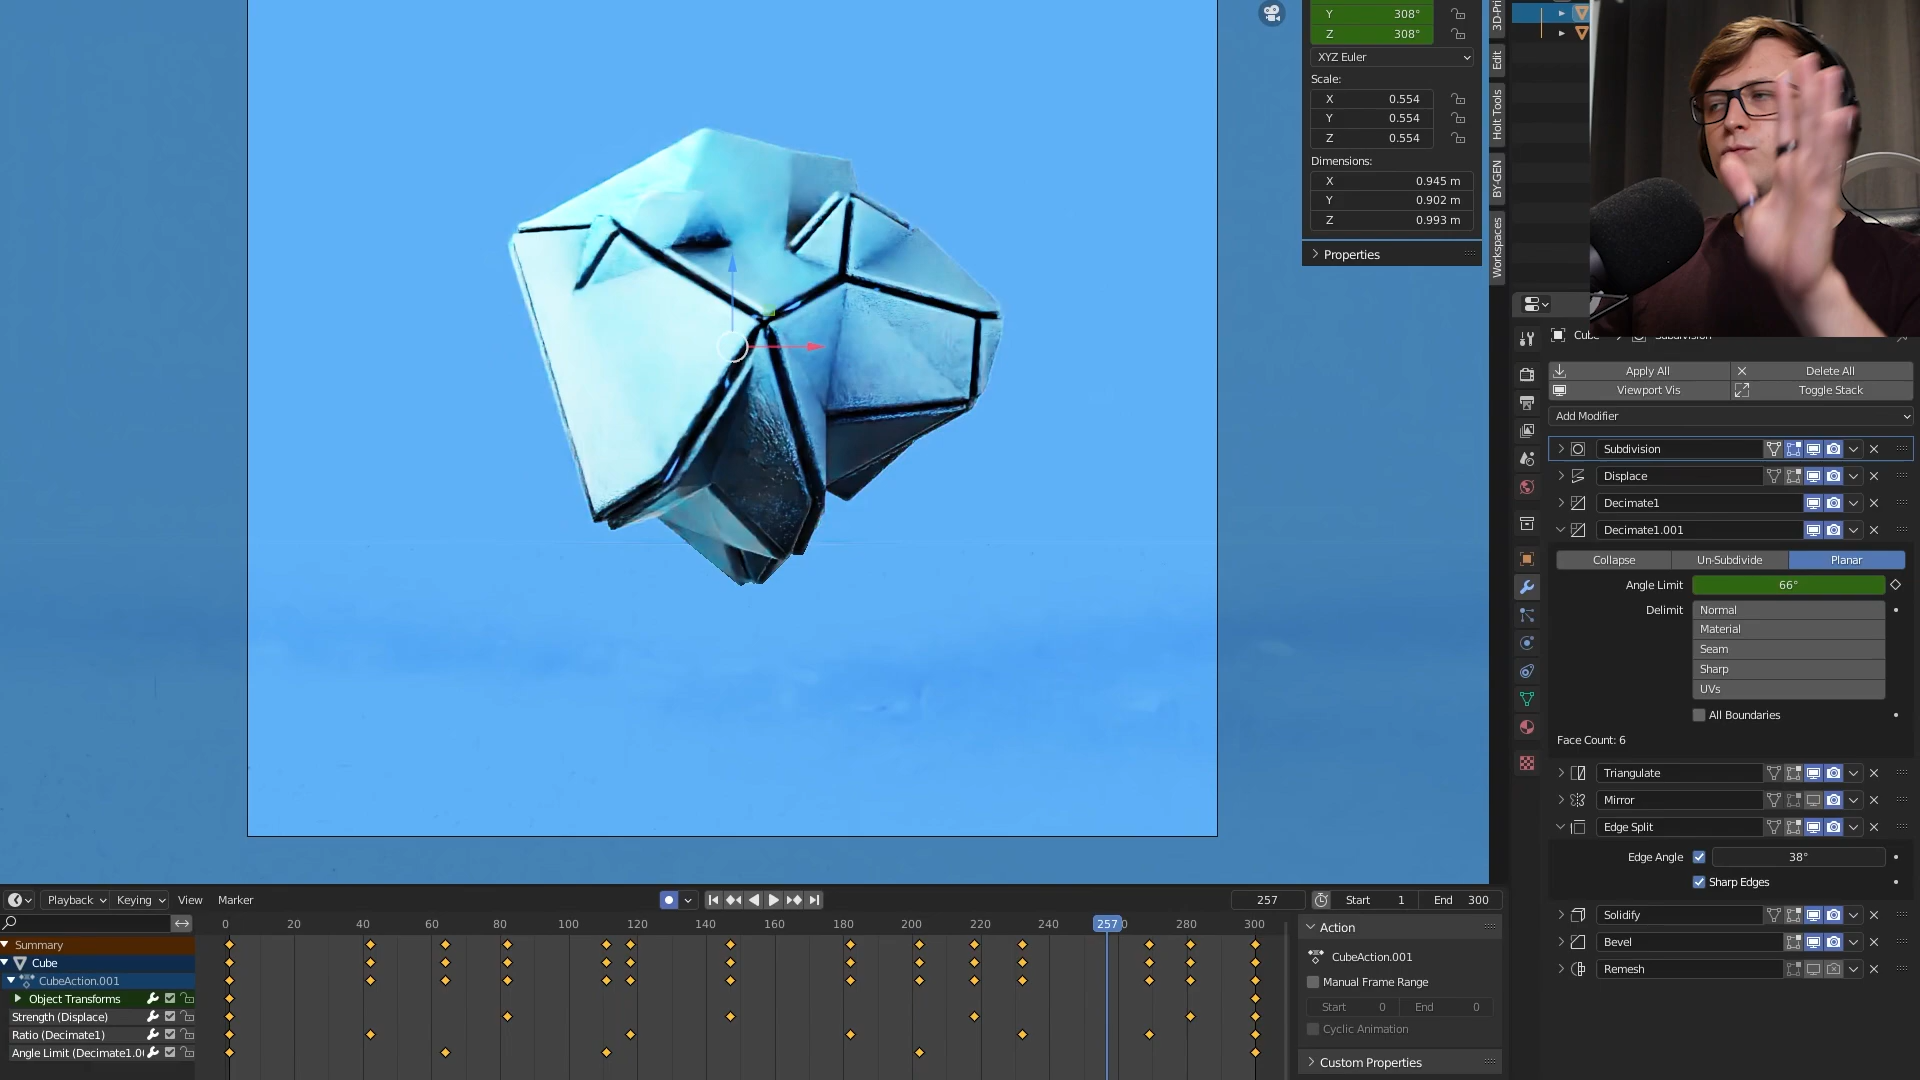 Y 308°
Z 308°
XYZ Euler
Scale:
X 0.554
Y 0.554
Z 0.554
Dimensions:
X 0.945 m
Y 0.902 m
Z 0.993 m
Properties
Edit
Holt Tools
BY-GEN
Workspaces
Apply All
Delete All
Viewport Vis
Toggle Stack
Add Modifier
Subdivision
Displace
Decimate1
Decimate1.001
Collapse Un-Subdivide Planar
Angle Limit 66°
Delimit Normal
Material
Seam
Sharp
UVs
All Boundaries
Face Count: 6
Triangulate
Mirror
Edge Split
Edge Angle 38°
Sharp Edges
Solidify
Bevel
Remesh
Playback Keying View Marker
257 Start 1 End 300
0 20 40 60 80 100 120 140 160 180 200 220 240 257 280 300
Summary
Cube
CubeAction.001
Object Transforms
Strength (Displace)
Ratio (Decimate1)
Angle Limit (Decimate1.0
Action
CubeAction.001
Manual Frame Range
Start 0 End 0
Cyclic Animation
Custom Properties